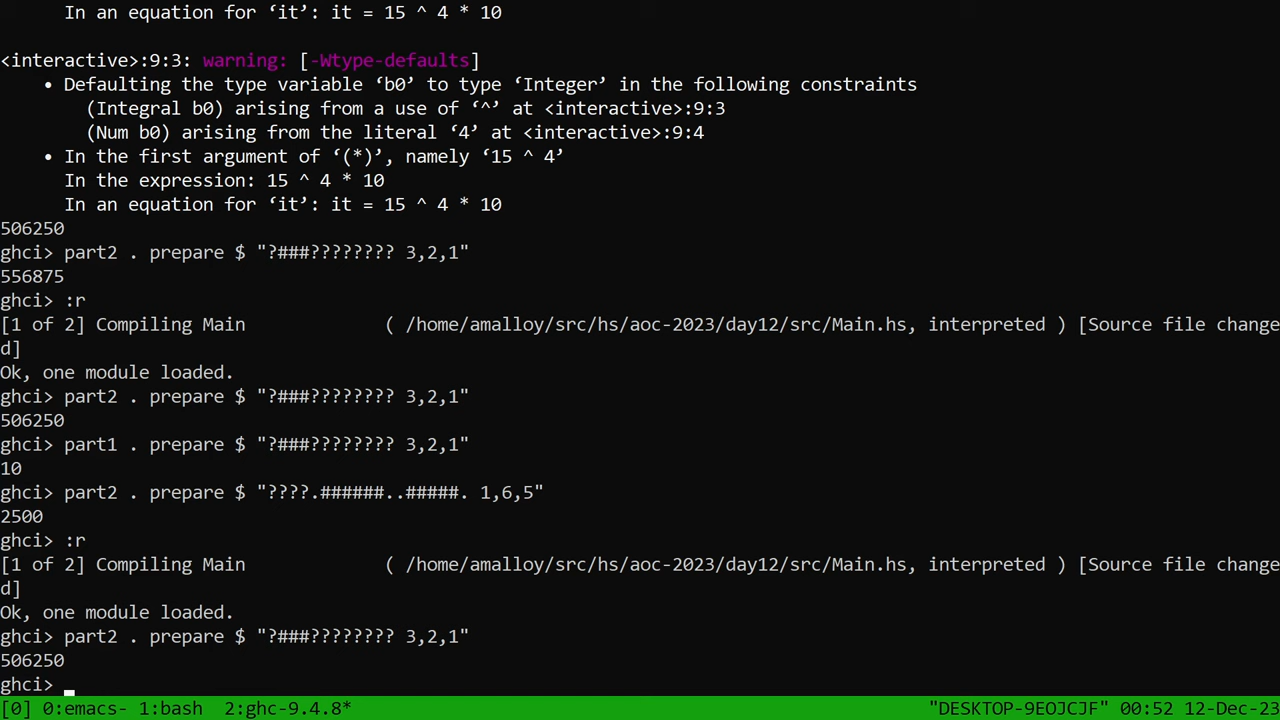 In an equation for ‘it’: it = 15 ^ 4 * 10

<interactive>:9:3: warning: [-Wtype-defaults]
    • Defaulting the type variable ‘b0’ to type ‘Integer’ in the following constraints
        (Integral b0) arising from a use of ‘^’ at <interactive>:9:3
        (Num b0) arising from the literal ‘4’ at <interactive>:9:4
    • In the first argument of ‘(*)’, namely ‘15 ^ 4’
      In the expression: 15 ^ 4 * 10
      In an equation for ‘it’: it = 15 ^ 4 * 10
506250
ghci> part2 . prepare $ "?###???????? 3,2,1"
556875
ghci> :r
[1 of 2] Compiling Main             ( /home/amalloy/src/hs/aoc-2023/day12/src/Main.hs, interpreted ) [Source file change
d]
Ok, one module loaded.
ghci> part2 . prepare $ "?###???????? 3,2,1"
506250
ghci> part1 . prepare $ "?###???????? 3,2,1"
10
ghci> part2 . prepare $ "????.######..#####. 1,6,5"
2500
ghci> :r
[1 of 2] Compiling Main             ( /home/amalloy/src/hs/aoc-2023/day12/src/Main.hs, interpreted ) [Source file change
d]
Ok, one module loaded.
ghci> part2 . prepare $ "?###???????? 3,2,1"
506250
ghci>
[0] 0:emacs- 1:bash  2:ghc-9.4.8* "DESKTOP-9EOJCJF" 00:52 12-Dec-23